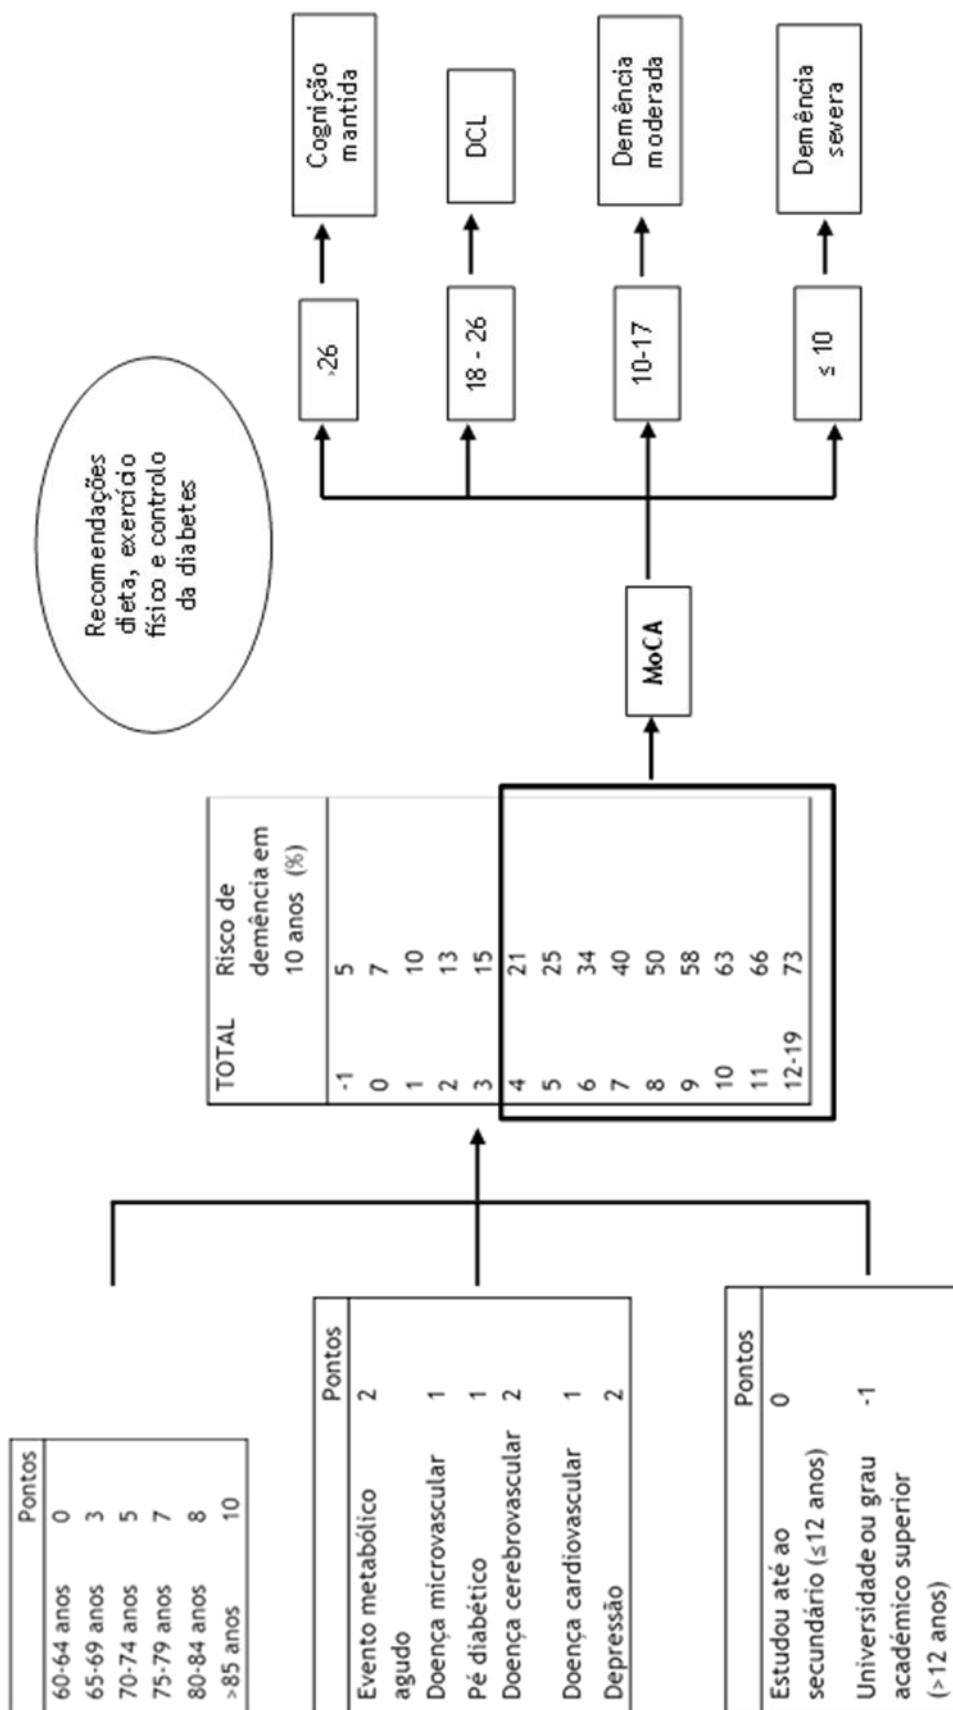 Pontos
60-64 anos 0
65-69 anos 3
70-74 anos 5
75-79 anos 7
80-84 anos 8
>85 anos 10
Pontos
Evento metabólico 2
agudo
Doença microvascular 1
Pé diabético 1
Doença cerebrovascular 2
Doença cardiovascular 1
Depressão 2
Pontos
Estudou até ao 0
secundário (≤12 anos)
Universidade ou grau -1
académico superior
(>12 anos)
TOTAL Risco de
demência em
10 anos (%)
-1 5
0 7
1 10
2 13
3 15
4 21
5 25
6 34
7 40
8 50
9 58
10 63
11 66
12-19 73
Recomendações
dieta, exercício
físico e controlo
da diabetes
MoCA
>26
Cognição
mantida
18 - 26
DCL
10-17
Demência
moderada
≤ 10
Demência
severa